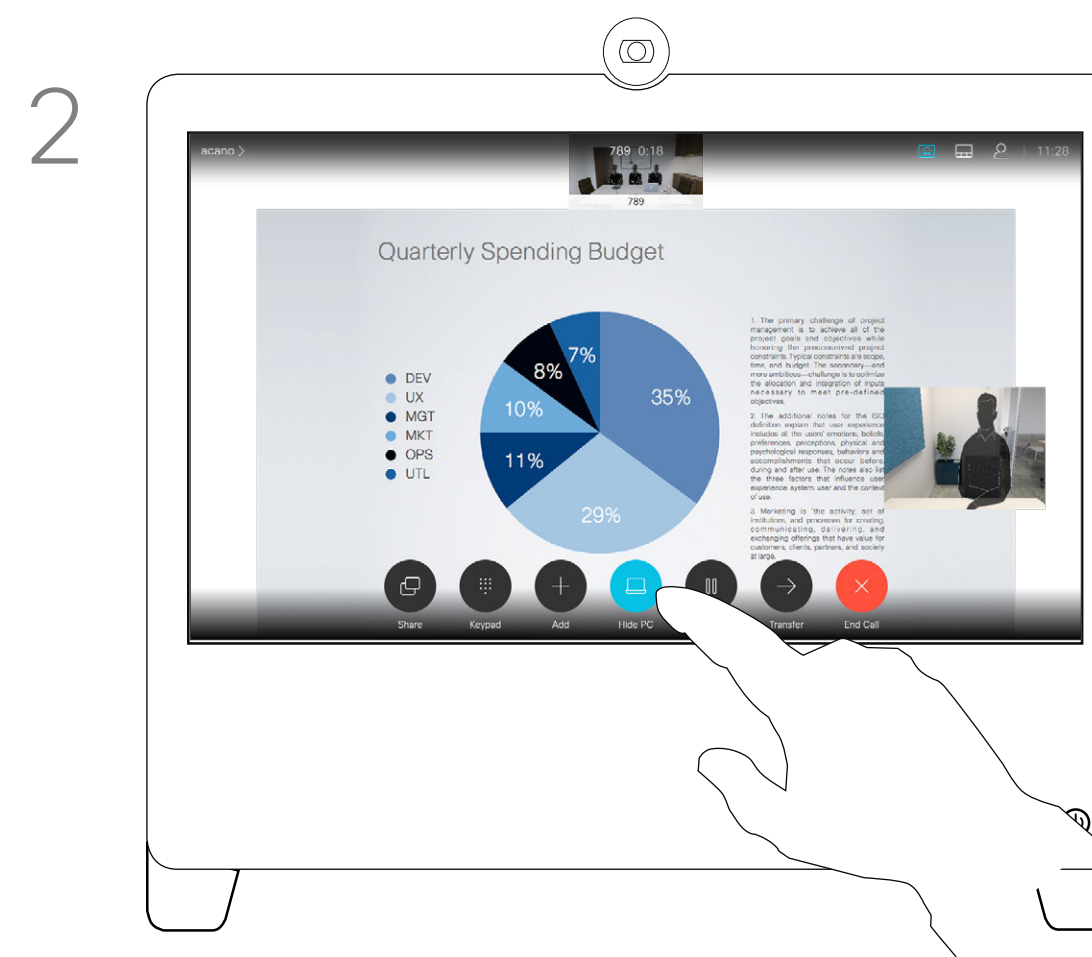 2
acano >
789 0:18
11:28
789
Quarterly Spending Budget
1. The primary challenge of project
management is to achieve all of the
project goals and objectives while
honoring the preconceived project
constraints. Typical constraints are scope,
time, and budget. The secondary—and
more ambitious—challenge is to optimize
the allocation and integration of inputs
necessary to meet pre-defined
objectives.
2. The additional notes for the ISO
definition explain that user experience
includes all the users' emotions, beliefs,
preferences, perceptions, physical and
psychological responses, behaviors and
accomplishments that occur before,
during and after use. The notes also list
the three factors that influence user
experience system, user and the context
of use.
3. Marketing is "the activity, set of
institutions, and processes for creating,
communicating, delivering, and
exchanging offerings that have value for
customers, clients, partners, and society
at large.
DEV
UX
MGT
MKT
OPS
UTL
7%
8%
35%
10%
11%
29%
Share
Keypad
Add
Hide PC
Transfer
End Call